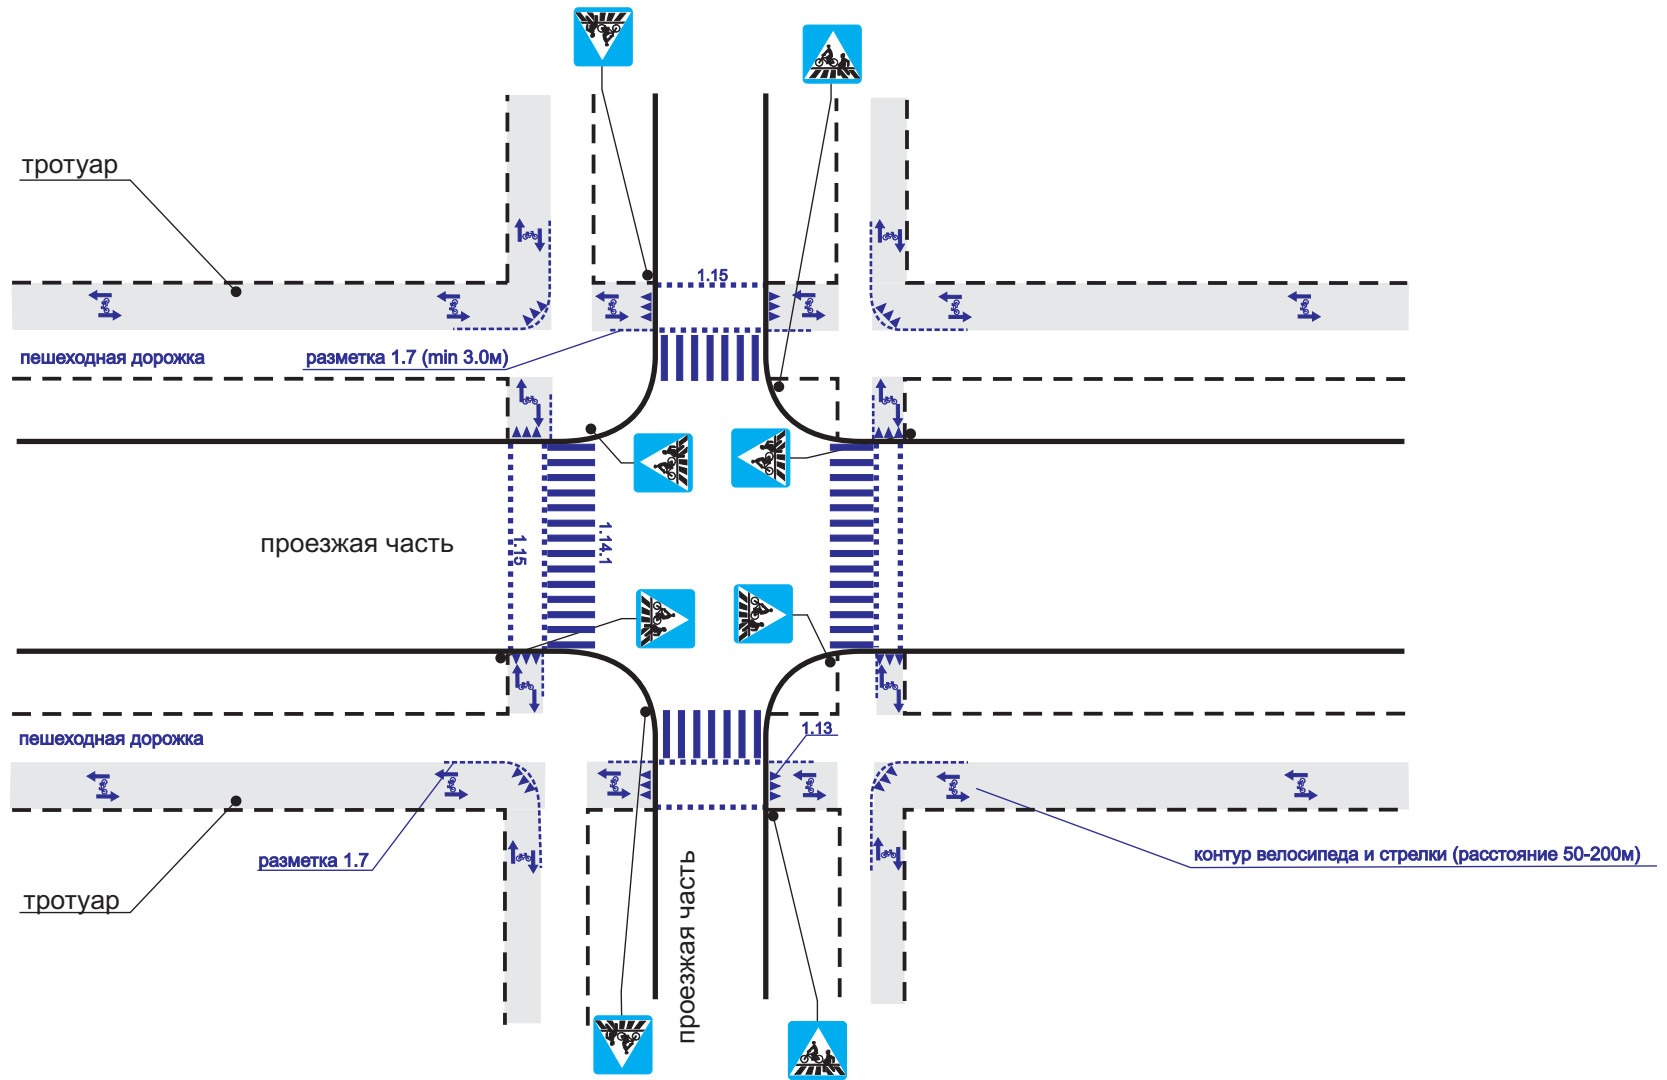 тротуар
1.15
пешеходная дорожка
разметка 1.7 (min 3.0м)
проезжая часть
1.15
1.14.1
пешеходная дорожка
1.13
разметка 1.7
проезжая часть
контур велосипеда и стрелки (расстояние 50-200м)
тротуар